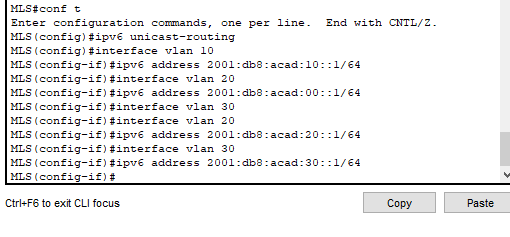 MLS#conf t
Enter configuration commands, one per line.  End with CNTL/Z.
MLS(config)#ipv6 unicast-routing
MLS(config)#interface vlan 10
MLS(config-if)#ipv6 address 2001:db8:acad:10::1/64
MLS(config-if)#interface vlan 20
MLS(config-if)#ipv6 address 2001:db8:acad:00::1/64
MLS(config-if)#interface vlan 30
MLS(config-if)#interface vlan 20
MLS(config-if)#ipv6 address 2001:db8:acad:20::1/64
MLS(config-if)#interface vlan 30
MLS(config-if)#ipv6 address 2001:db8:acad:30::1/64
MLS(config-if)#
Ctrl+F6 to exit CLI focus
Copy
Paste